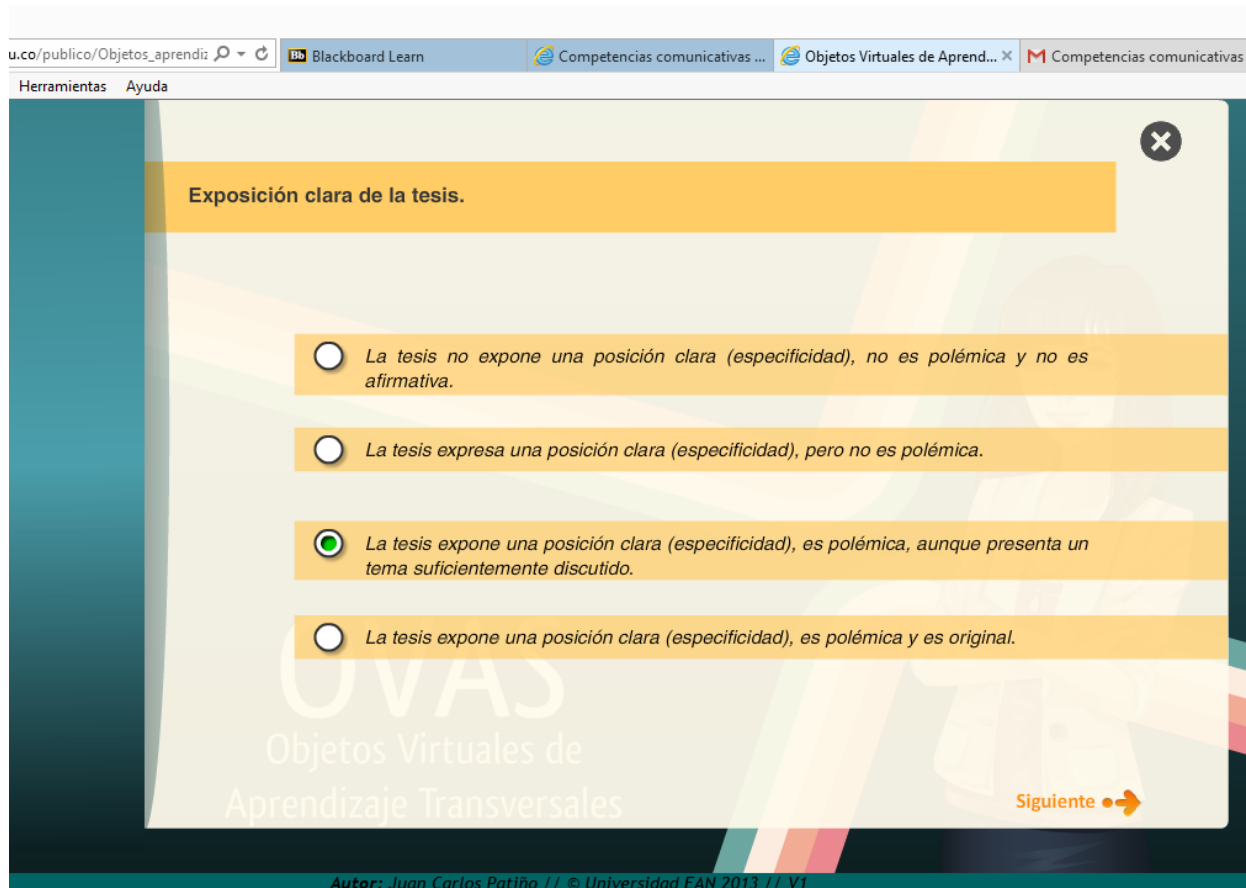 u.co/publico/Objetos_aprendiz
Bb Blackboard Learn
Competencias comunicativas ...
Objetos Virtuales de Aprend... ×
Competencias comunicativas
Herramientas Ayuda
Exposición clara de la tesis.
La tesis no expone una posición clara (especificidad), no es polémica y no es
afirmativa.
La tesis expresa una posición clara (especificidad), pero no es polémica.
La tesis expone una posición clara (especificidad), es polémica, aunque presenta un
tema suficientemente discutido.
La tesis expone una posición clara (especificidad), es polémica y es original.
OVAS
Objetos Virtuales de
Aprendizaje Transversales
Siguiente
Autor: Juan Carlos Patiño // © Universidad EAN 2013 // V1